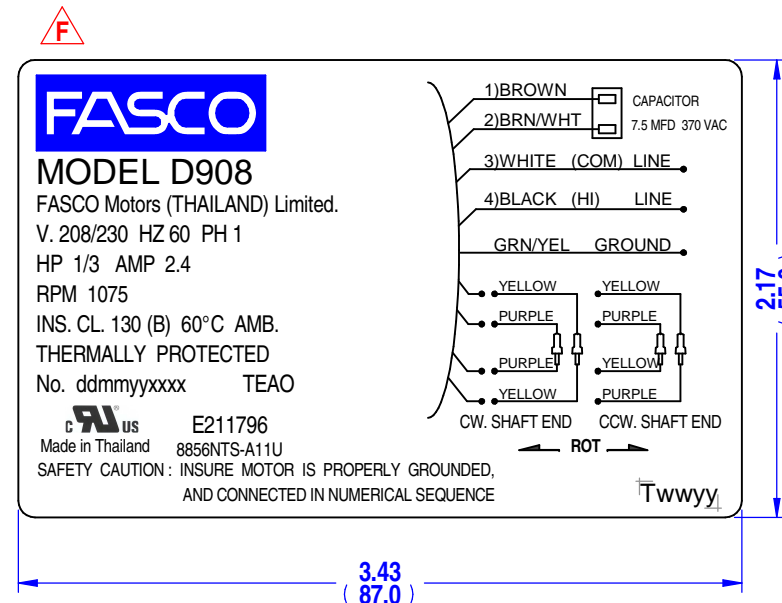 F
FASCO
MODEL D908
FASCO Motors (THAILAND) Limited.
V. 208/230 HZ 60 PH 1
HP 1/3 AMP 2.4
RPM 1075
INS. CL. 130 (B) 60°C AMB.
THERMALLY PROTECTED
No. ddmmyyxxxx TEAO
c RU ® US E211796
Made in Thailand 8856NTS-A11U
SAFETY CAUTION : INSURE MOTOR IS PROPERLY GROUNDED,
AND CONNECTED IN NUMERICAL SEQUENCE
1)BROWN
2)BRN/WHT
CAPACITOR
7.5 MFD 370 VAC
3)WHITE (COM) LINE
4)BLACK (HI) LINE
GRN/YEL GROUND
YELLOW YELLOW
PURPLE PURPLE
PURPLE YELLOW
YELLOW PURPLE
CW. SHAFT END CCW. SHAFT END
ROT
Twwyy
2.17
3.43
( 87.0 )